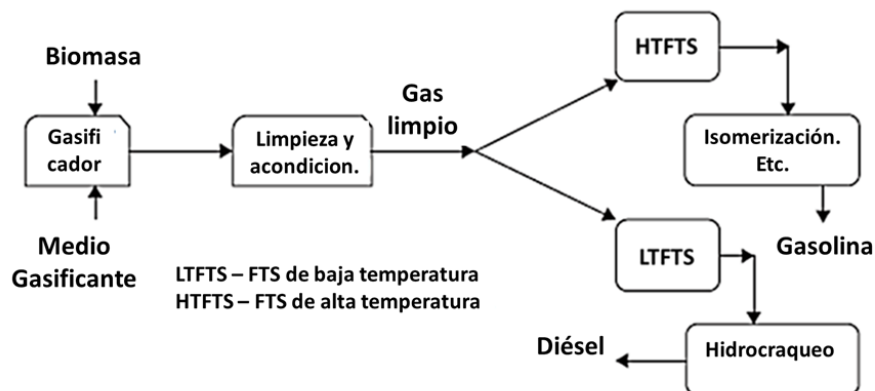 Biomasa
Gasifi
cador
Medio
Gasificante
Limpieza y
acondicion.
Gas
limpio
HTFTS
Isomerización.
Etc.
Gasolina
LTFTS
Hidrocraqueo
Diésel
LTFTS – FTS de baja temperatura
HTFTS – FTS de alta temperatura